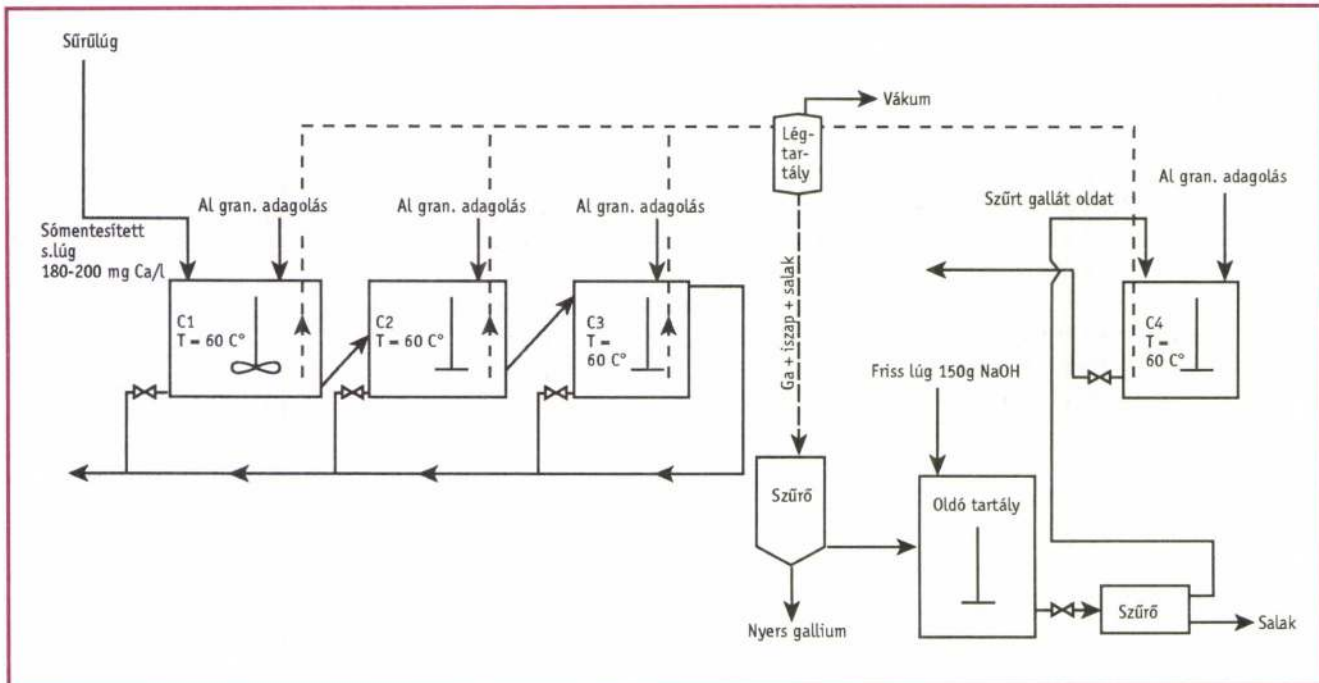 Sűrűlúg
Vákum
Lég-
tar-
tály
Al gran. adagolás
Al gran. adagolás
Al gran. adagolás
Szűrt gallát oldat
Al gran. adagolás
Sómentesített
s.lúg
180-200 mg Ca/l
C1
T = 60 C°
C2
T = 60 C°
C3
T =
60 C°
C4
T =
60 C°
Ga + iszap + salak
Friss lúg 150g NaOH
Szűrő
Oldó tartály
Szűrő
Nyers gallium
Salak